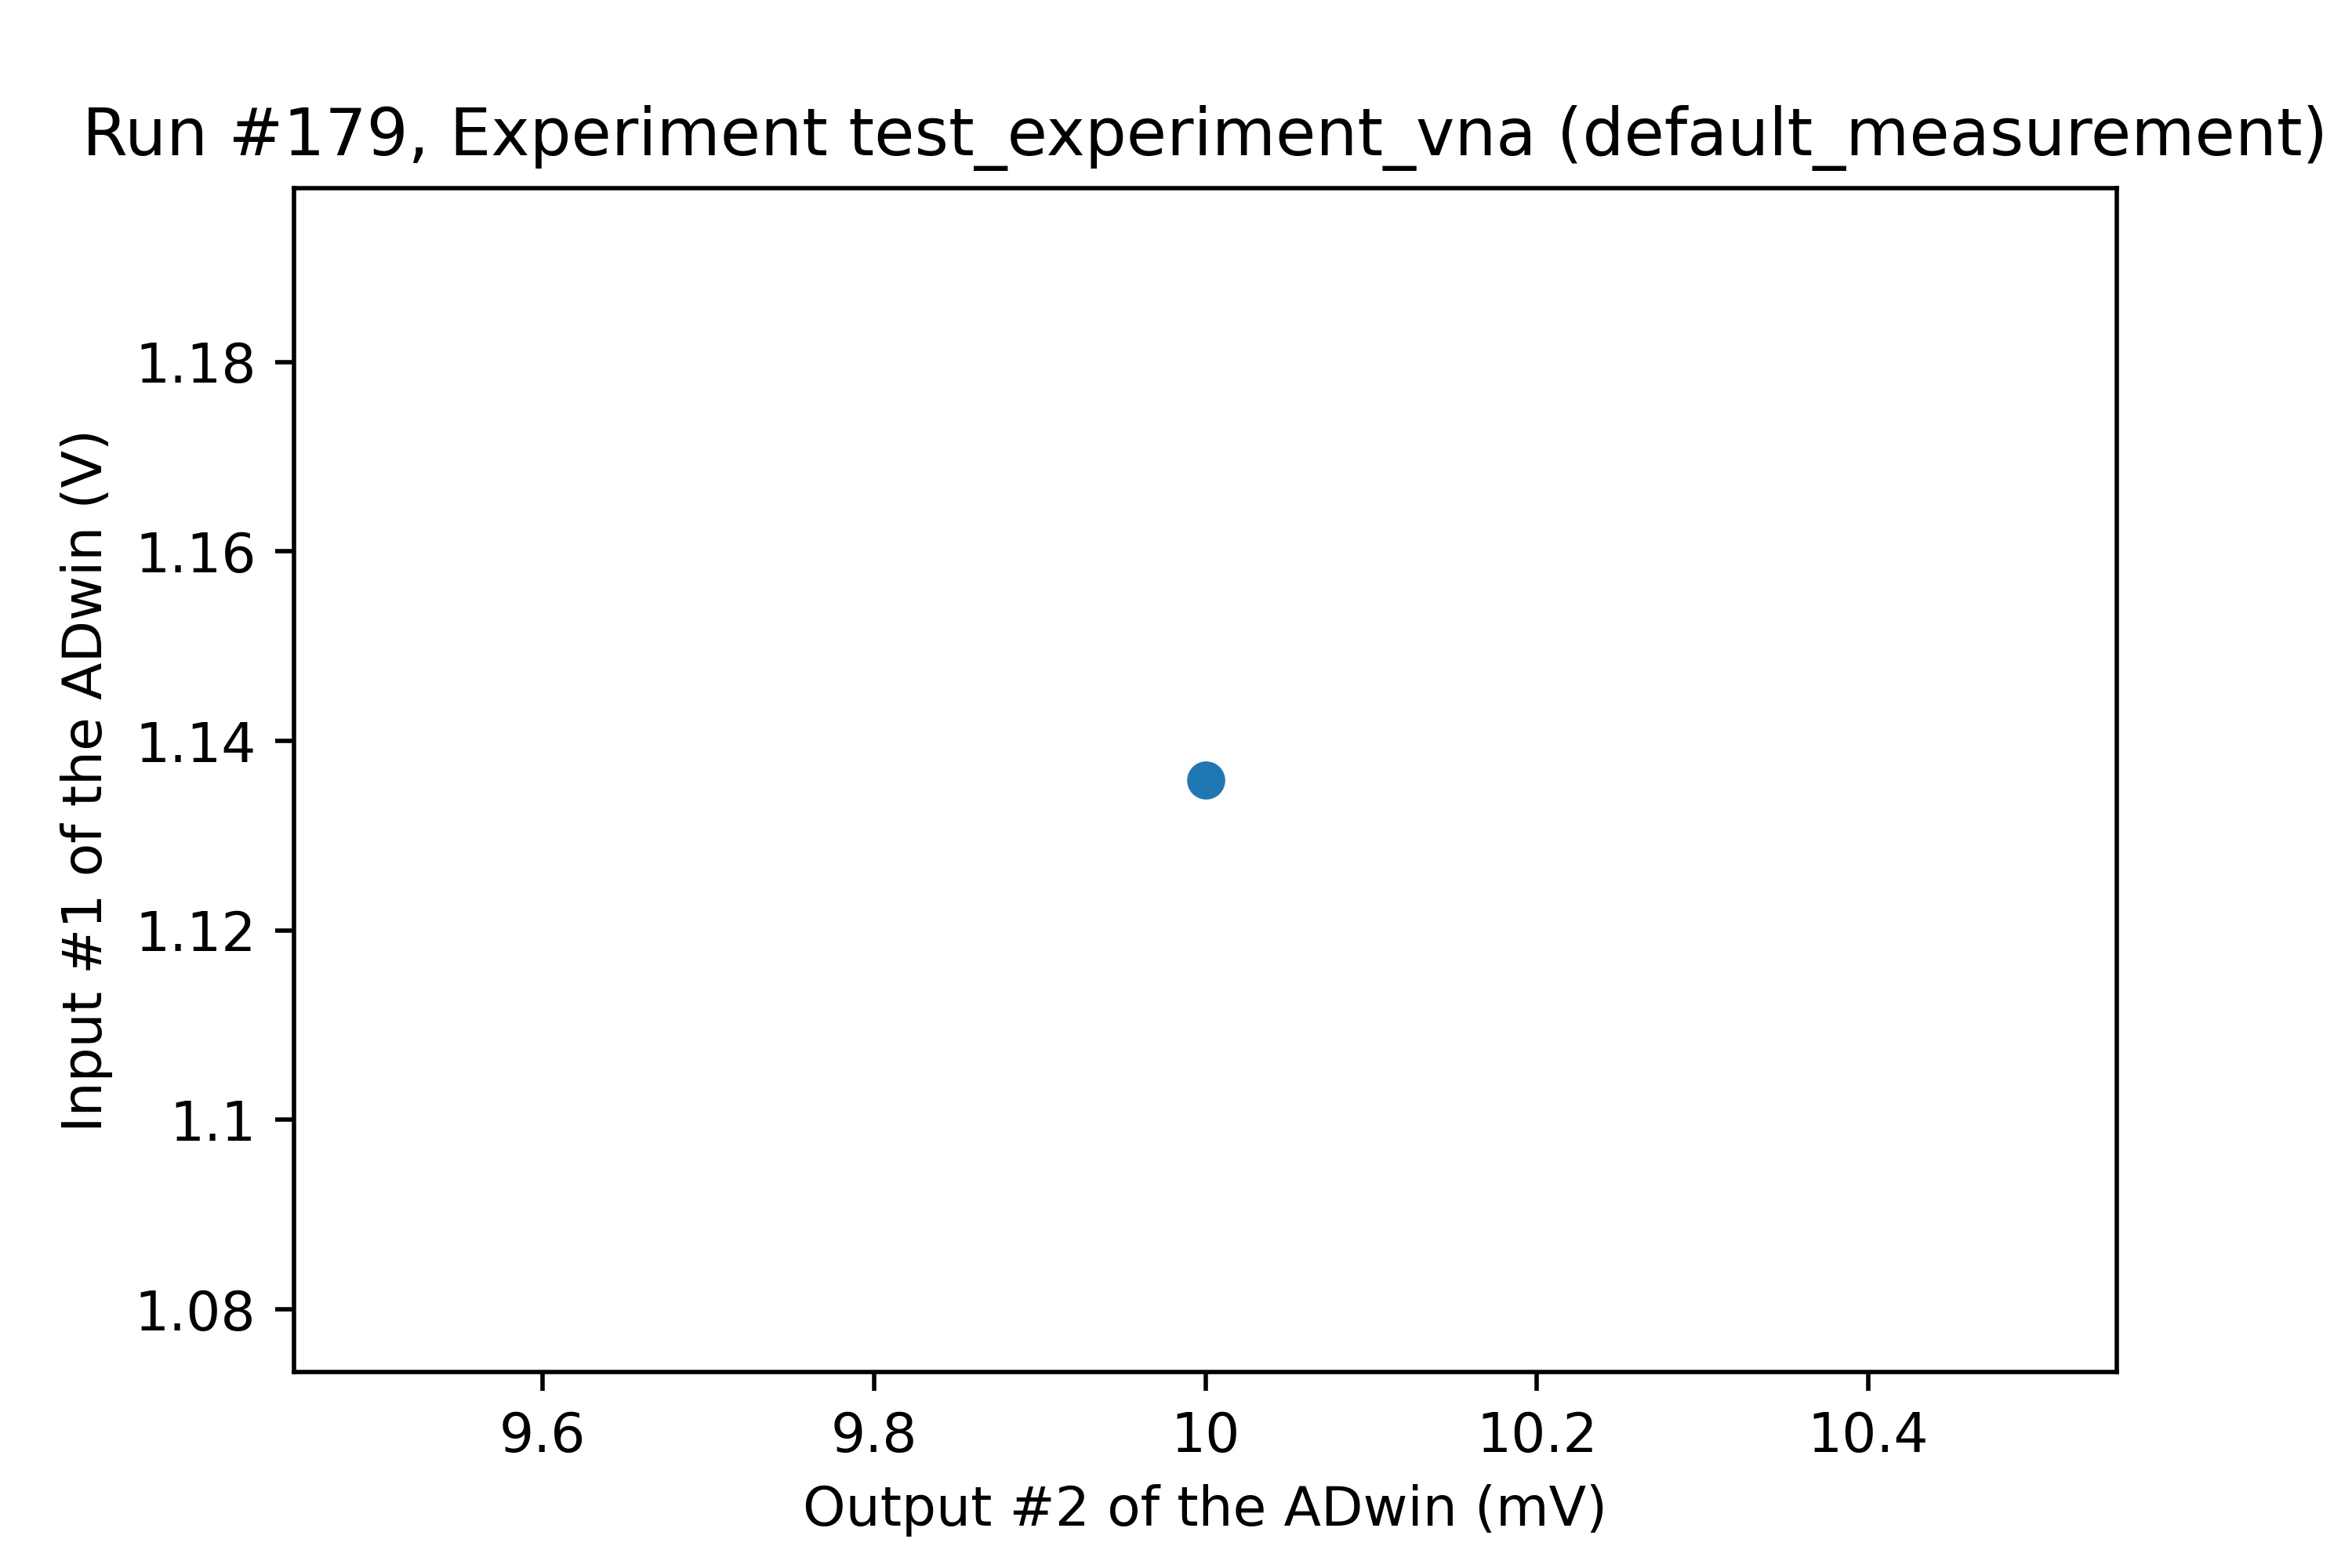 Run #179, Experiment test_experiment_vna (default_measurement)
Input #1 of the ADwin (V)
1.18
1.16
1.14
1.12
1.1
1.08
9.6 9.8 10 10.2 10.4
Output #2 of the ADwin (mV)